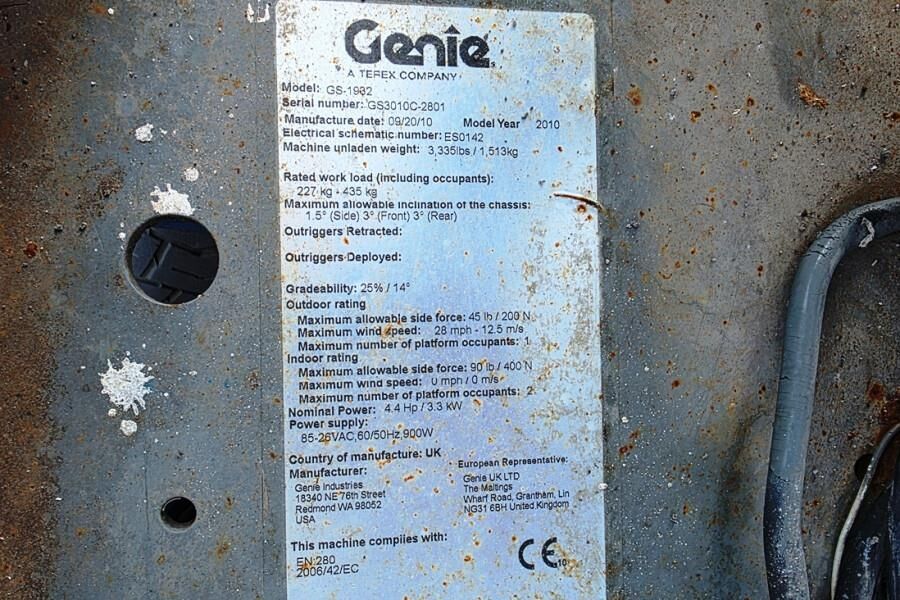 Genie
A TEREX COMPANY
Model: GS-1932
Serial number: GS3010C-2801
Manufacture date: 09/20/10 Model Year 2010
Electrical schematic number: ES0142
Machine unladen weight: 3,335lbs / 1,513kg
Rated work load (including occupants):
227 kg - 435 kg
Maximum allowable inclination of the chassis:
1.5° (Side) 3° (Front) 3° (Rear)
Outriggers Retracted:
Outriggers Deployed:
Gradeability: 25% / 14°
Outdoor rating
Maximum allowable side force: 45 lb / 200 N
Maximum wind speed: 28 mph - 12.5 m/s
Maximum number of platform occupants: 1
Indoor rating
Maximum allowable side force: 90 lb / 400 N
Maximum wind speed: 0 mph / 0 m/s
Maximum number of platform occupants: 2
Nominal Power: 4.4 Hp / 3.3 kW
Power supply:
85-26VAC,60/50Hz,900W
Country of manufacture: UK
Manufacturer: European Representative:
Genie Industries Genie UK LTD
18340 NE 76th Street The Maltings
Redmond WA 98052 Wharf Road, Grantham, Lin
USA NG31 6BH United Kingdom
This machine complies with:
EN 280
2006/42/EC
CE 10